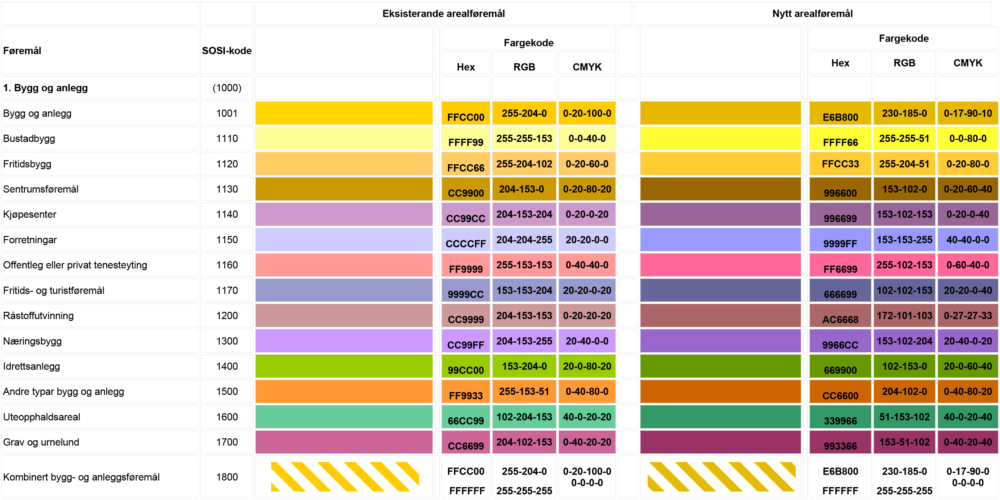 Eksisterande arealføremål Nytt arealføremål
Føremål SOSI-kode Fargekode Fargekode
Hex RGB CMYK Hex RGB CMYK
1. Bygg og anlegg (1000)
Bygg og anlegg 1001 FFCC00 255-204-0 0-20-100-0 E6B800 230-185-0 0-17-90-10
Bustadbygg 1110 FFFF99 255-255-153 0-0-40-0 FFFF66 255-255-51 0-0-80-0
Fritidsbygg 1120 FFCC66 255-204-102 0-20-60-0 FFCC33 255-204-51 0-20-80-0
Sentrumsføremål 1130 CC9900 204-153-0 0-20-80-20 996600 153-102-0 0-20-60-40
Kjøpesenter 1140 CC99CC 204-153-204 0-20-0-20 996699 153-102-153 0-20-0-40
Forretningar 1150 CCCCFF 204-204-255 20-20-0-0 9999FF 153-153-255 40-40-0-0
Offentleg eller privat tenesteyting 1160 FF9999 255-153-153 0-40-40-0 FF6699 255-102-153 0-60-40-0
Fritids- og turistføremål 1170 9999CC 153-153-204 20-20-0-20 666699 102-102-153 20-20-0-40
Råstoffutvinning 1200 CC9999 204-153-153 0-20-20-20 AC6668 172-101-103 0-27-27-33
Næringsbygg 1300 CC99FF 204-153-255 20-40-0-0 9966CC 153-102-204 20-40-0-20
Idrettsanlegg 1400 99CC00 153-204-0 20-0-80-20 669900 102-153-0 20-0-60-40
Andre typar bygg og anlegg 1500 FF9933 255-153-51 0-40-80-0 CC6600 204-102-0 0-40-80-20
Uteopphaldsareal 1600 66CC99 102-204-153 40-0-20-20 339966 51-153-102 40-0-20-40
Grav og urnelund 1700 CC6699 204-102-153 0-40-20-20 993366 153-51-102 0-40-20-40
Kombinert bygg- og anleggsføremål 1800 FFCC00 255-204-0 0-20-100-0 E6B800 230-185-0 0-17-90-0
FFFFFF 255-255-255 0-0-0-0 FFFFFF 255-255-255 0-0-0-0